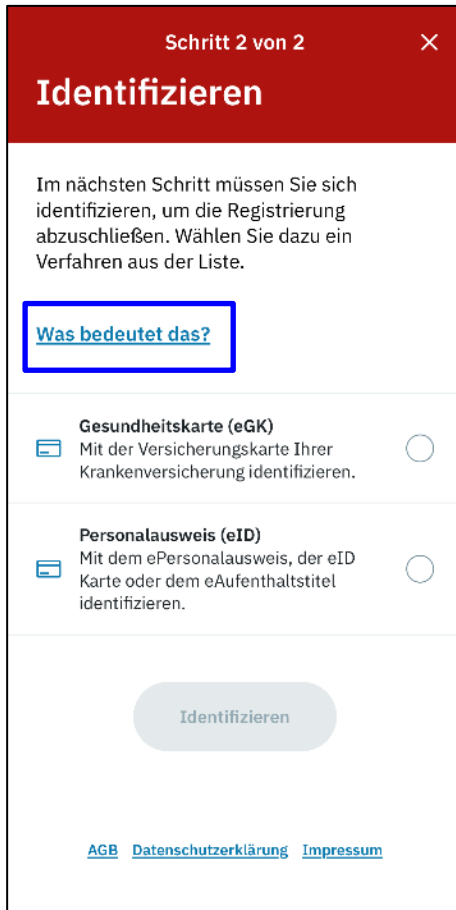 Schritt 2 von 2
Identifizieren
Im nächsten Schritt müssen Sie sich
identifizieren, um die Registrierung
abzuschließen. Wählen Sie dazu ein
Verfahren aus der Liste.
Was bedeutet das?
Gesundheitskarte (eGK)
Mit der Versicherungskarte Ihrer
Krankenversicherung identifizieren.
Personalausweis (eID)
Mit dem ePersonalausweis, der eID
Karte oder dem eAufenthaltstitel
identifizieren.
Identifizieren
AGB Datenschutzerklärung Impressum